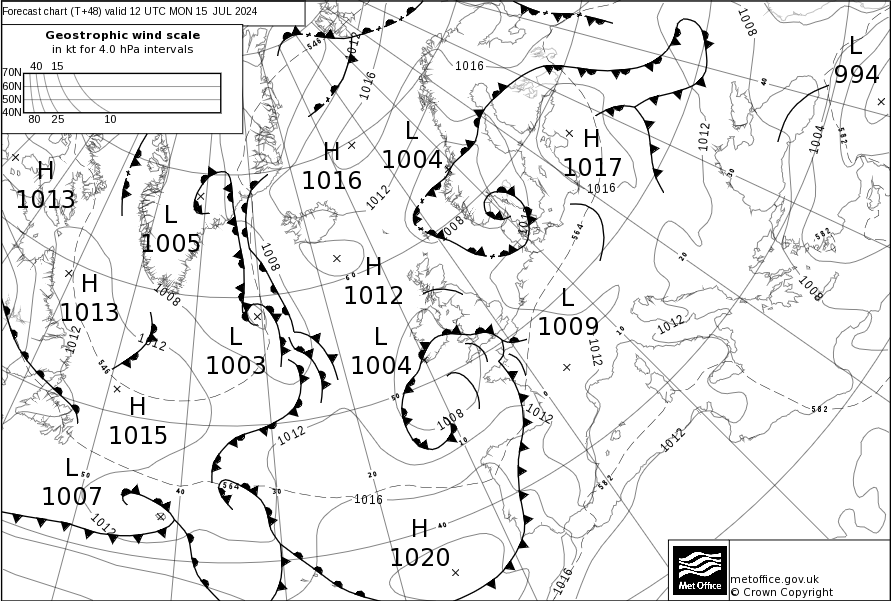 Forecast chart (T+48) valid 12 UTC MON 15 JUL 2024
Geostrophic wind scale
in kt for 4.0 hPa intervals
40 15
70N
60N
50N
40N
80 25 10
546
1012
1016
1016
1008
L
994
40
L
1004
H
1016
H
1017
1012
1004
582
H
1013
L
1005
1012
1016
30
1008
1008
101
564
582
20
H
1013
1008
60
H
1012
1008
L
1009
1012
1012
L
1003
L
1004
1012
10
546
1012
H
1015
50
1008
10
0
1012
582
1012
1012
L
1007
50
40
564
30
20
1016
582
1012
H
1020
40
1016
Met Office
metoffice.gov.uk
© Crown Copyright